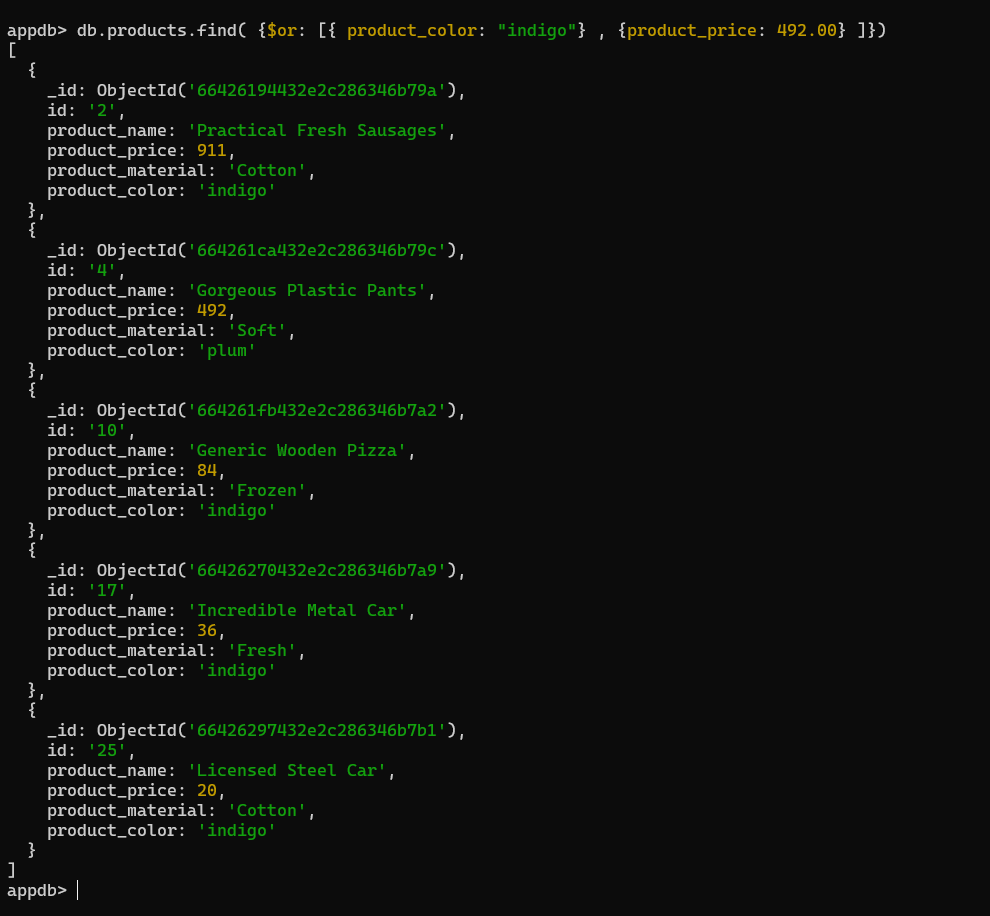 appdb> db.products.find( {$or: [{ product_color: "indigo"} , {product_price: 492.00} ]})
[
  {
    _id: ObjectId('66426194432e2c286346b79a'),
    id: '2',
    product_name: 'Practical Fresh Sausages',
    product_price: 911,
    product_material: 'Cotton',
    product_color: 'indigo'
  },
  {
    _id: ObjectId('664261ca432e2c286346b79c'),
    id: '4',
    product_name: 'Gorgeous Plastic Pants',
    product_price: 492,
    product_material: 'Soft',
    product_color: 'plum'
  },
  {
    _id: ObjectId('664261fb432e2c286346b7a2'),
    id: '10',
    product_name: 'Generic Wooden Pizza',
    product_price: 84,
    product_material: 'Frozen',
    product_color: 'indigo'
  },
  {
    _id: ObjectId('66426270432e2c286346b7a9'),
    id: '17',
    product_name: 'Incredible Metal Car',
    product_price: 36,
    product_material: 'Fresh',
    product_color: 'indigo'
  },
  {
    _id: ObjectId('66426297432e2c286346b7b1'),
    id: '25',
    product_name: 'Licensed Steel Car',
    product_price: 20,
    product_material: 'Cotton',
    product_color: 'indigo'
  }
]
appdb>